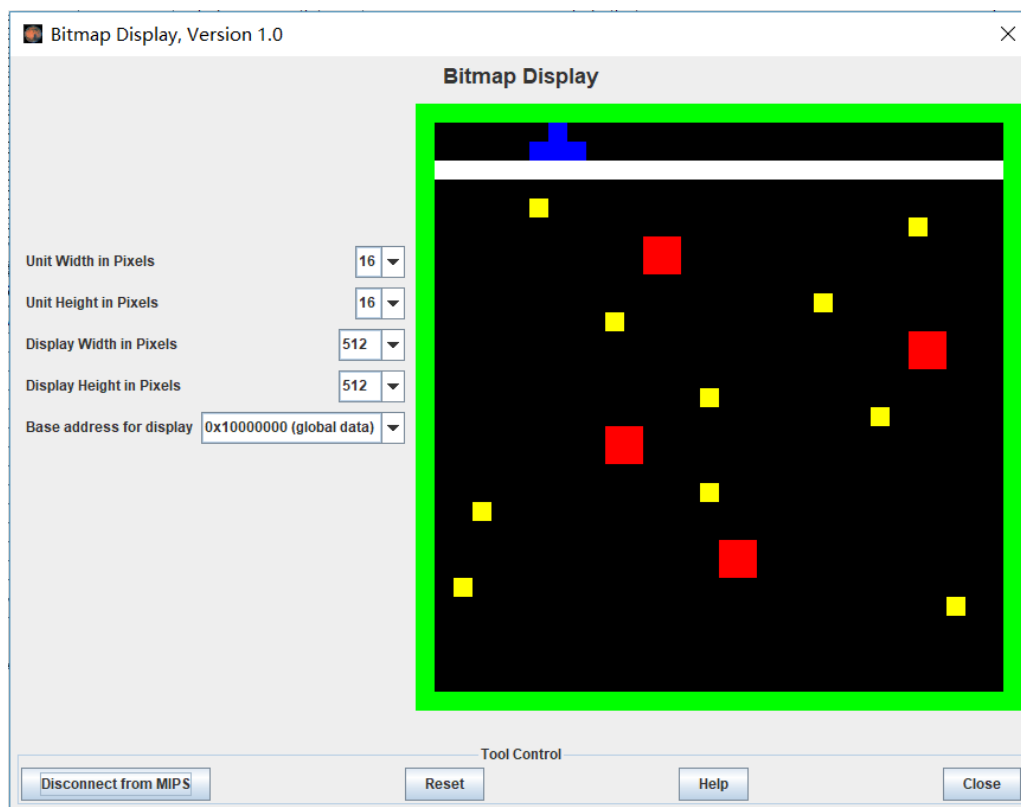 Bitmap Display, Version 1.0
Bitmap Display
Unit Width in Pixels 16
Unit Height in Pixels 16
Display Width in Pixels 512
Display Height in Pixels 512
Base address for display 0x10000000 (global data)
Tool Control
Disconnect from MIPS Reset Help Close